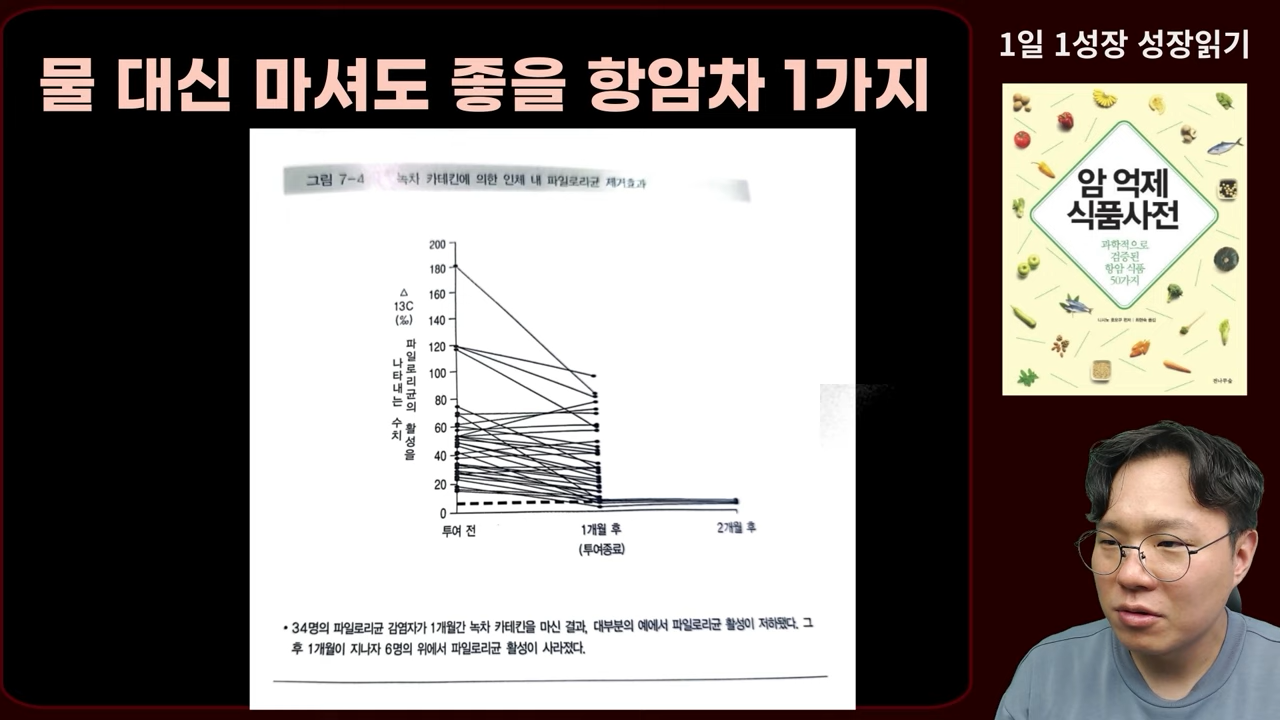 물 대신 마셔도 좋을 항암차 1가지
1일 1성장 성장읽기
암 억제
식품사전
과학적으로
검증된
항암 식품
50가지
전나무숲
그림 7-4 녹차 카테킨에 의한 인체 내 파일로리균 제거효과
△
13C
(‰)
파일로리균의 활성을
나타내는 수치
200
180
160
140
120
100
80
60
40
20
0
투여 전
1개월 후
(투여종료)
2개월 후
• 34명의 파일로리균 감염자가 1개월간 녹차 카테킨을 마신 결과, 대부분의 예에서 파일로리균 활성이 저하됐다. 그
후 1개월이 지나자 6명의 위에서 파일로리균 활성이 사라졌다.